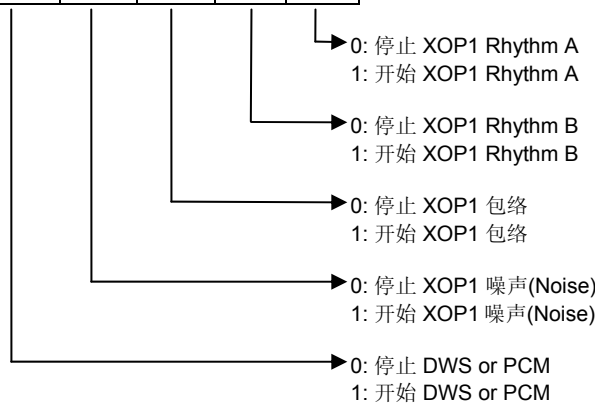 0: 停止 XOP1 Rhythm A
1: 开始 XOP1 Rhythm A
0: 停止 XOP1 Rhythm B
1: 开始 XOP1 Rhythm B
0: 停止 XOP1 包络
1: 开始 XOP1 包络
0: 停止 XOP1 噪声(Noise)
1: 开始 XOP1 噪声(Noise)
0: 停止 DWS or PCM
1: 开始 DWS or PCM